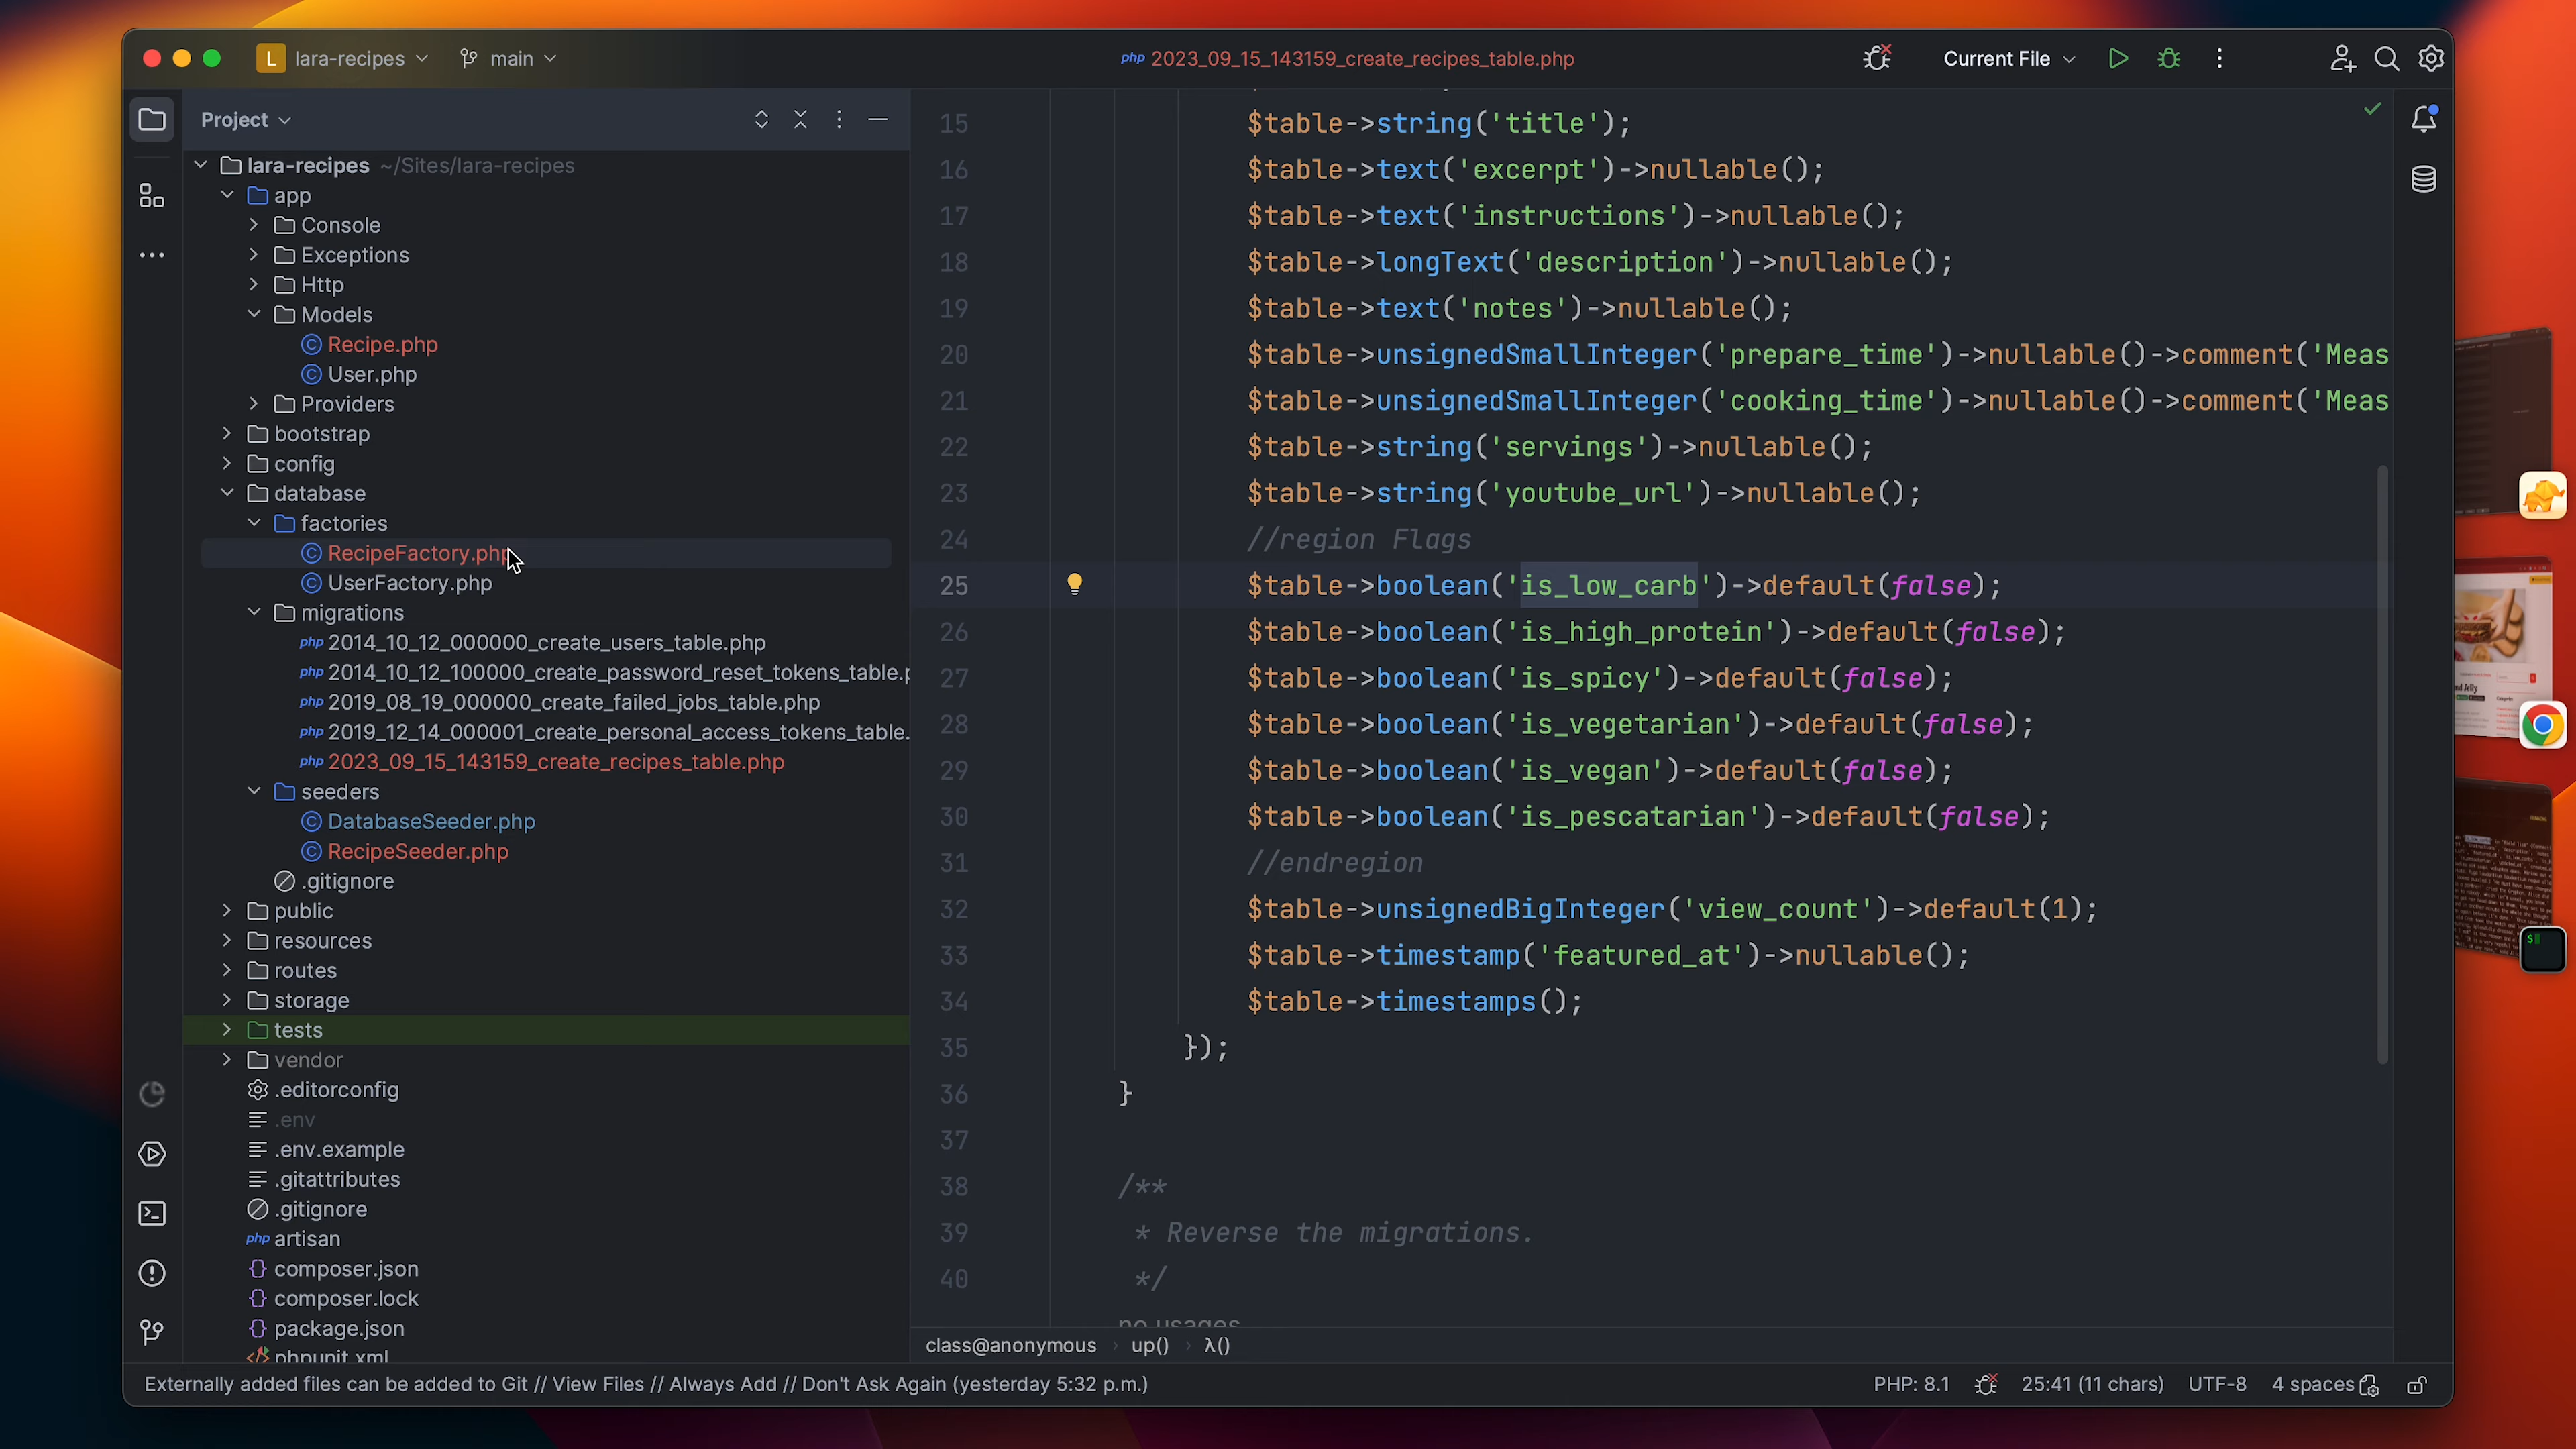 L lara-recipes main
php 2023_09_15_143159_create_recipes_table.php
Current File
Project
lara-recipes ~/Sites/lara-recipes
app
Console
Exceptions
Http
Models
Recipe.php
User.php
Providers
bootstrap
config
database
factories
RecipeFactory.php
UserFactory.php
migrations
php 2014_10_12_000000_create_users_table.php
php 2014_10_12_100000_create_password_reset_tokens_table.p
php 2019_08_19_000000_create_failed_jobs_table.php
php 2019_12_14_000001_create_personal_access_tokens_table.
php 2023_09_15_143159_create_recipes_table.php
seeders
DatabaseSeeder.php
RecipeSeeder.php
.gitignore
public
resources
routes
storage
tests
vendor
.editorconfig
.env
.env.example
.gitattributes
.gitignore
php artisan
composer.json
composer.lock
package.json
phpunit.xml
15 $table->string('title');
16 $table->text('excerpt')->nullable();
17 $table->text('instructions')->nullable();
18 $table->longText('description')->nullable();
19 $table->text('notes')->nullable();
20 $table->unsignedSmallInteger('prepare_time')->nullable()->comment('Meas
21 $table->unsignedSmallInteger('cooking_time')->nullable()->comment('Meas
22 $table->string('servings')->nullable();
23 $table->string('youtube_url')->nullable();
24 //region Flags
25 $table->boolean('is_low_carb')->default(false);
26 $table->boolean('is_high_protein')->default(false);
27 $table->boolean('is_spicy')->default(false);
28 $table->boolean('is_vegetarian')->default(false);
29 $table->boolean('is_vegan')->default(false);
30 $table->boolean('is_pescatarian')->default(false);
31 //endregion
32 $table->unsignedBigInteger('view_count')->default(1);
33 $table->timestamp('featured_at')->nullable();
34 $table->timestamps();
35 });
36 }
37
38 /**
39 * Reverse the migrations.
40 */
no usages
class@anonymous › up() › λ()
Externally added files can be added to Git // View Files // Always Add // Don't Ask Again (yesterday 5:32 p.m.)
PHP: 8.1 25:41 (11 chars) UTF-8 4 spaces